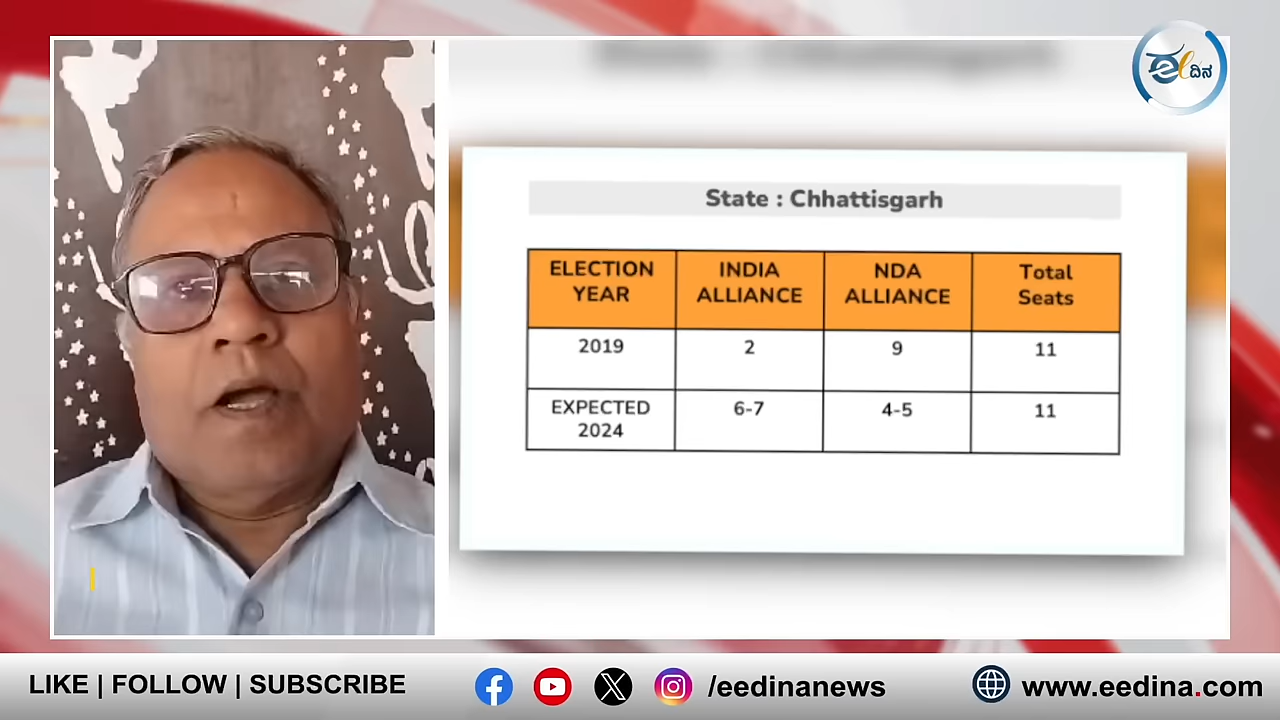 ಈ ದಿನ
State : Chhattisgarh
ELECTION YEAR | INDIA ALLIANCE | NDA ALLIANCE | Total Seats
2019 | 2 | 9 | 11
EXPECTED 2024 | 6-7 | 4-5 | 11
LIKE | FOLLOW | SUBSCRIBE
/eedinanews
www.eedina.com